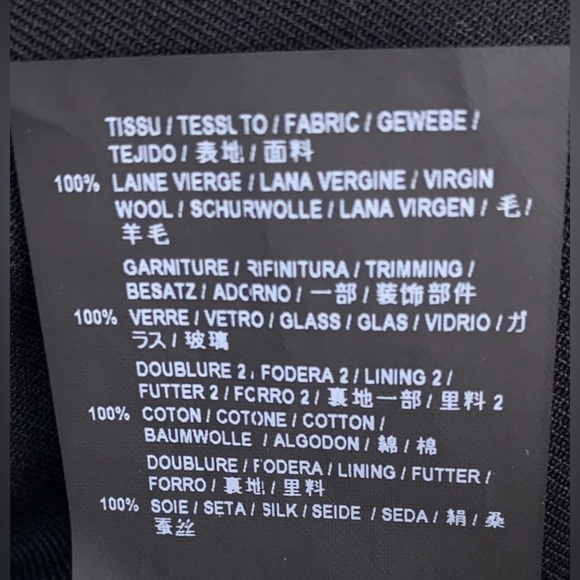 TISSU / TESSUTO / FABRIC / GEWEBE /
TEJIDO / 表地 / 面料
100% LAINE VIERGE / LANA VERGINE / VIRGIN
WOOL / SCHURWOLLE / LANA VIRGEN / 毛 /
羊毛
GARNITURE / RIFINITURA / TRIMMING /
BESATZ / ADORNO / 一部 / 装饰部件
100% VERRE / VETRO / GLASS / GLAS / VIDRIO / ガ
ラス / 玻璃
DOUBLURE 2 / FODERA 2 / LINING 2 /
FUTTER 2 / FORRO 2 / 裏地一部 / 里料 2
100% COTON / COTONE / COTTON /
BAUMWOLLE / ALGODON / 綿 / 棉
DOUBLURE / FODERA / LINING / FUTTER /
FORRO / 裏地 / 里料
100% SOIE / SETA / SILK / SEIDE / SEDA / 絹 / 桑
蚕丝